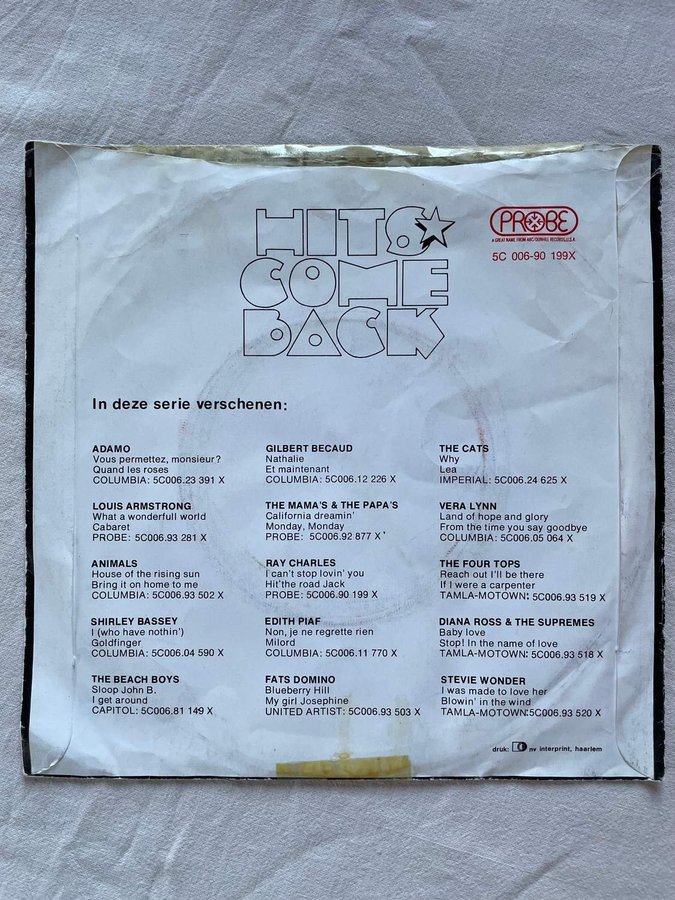 HITS
COME
BACK
PROBE
A GREAT NAME FROM ABC/DUNHILL RECORDS, U.S.A.
5C 006-90 199X
In deze serie verschenen:
ADAMO
Vous permettez, monsieur?
Quand les roses
COLUMBIA: 5C006.23 391 X
LOUIS ARMSTRONG
What a wonderfull world
Cabaret
PROBE: 5C006.93 281 X
ANIMALS
House of the rising sun
Bring it on home to me
COLUMBIA: 5C006.93 502 X
SHIRLEY BASSEY
I (who have nothin')
Goldfinger
COLUMBIA: 5C006.04 590 X
THE BEACH BOYS
Sloop John B.
I get around
CAPITOL: 5C006.81 149 X
GILBERT BECAUD
Nathalie
Et maintenant
COLUMBIA: 5C006.12 226 X
THE MAMA'S & THE PAPA'S
California dreamin'
Monday, Monday
PROBE: 5C006.92 877 X
RAY CHARLES
I can't stop lovin' you
Hit'the road Jack
PROBE: 5C006.90 199 X
EDITH PIAF
Non, je ne regrette rien
Milord
COLUMBIA: 5C006.11 770 X
FATS DOMINO
Blueberry Hill
My girl Josephine
UNITED ARTIST: 5C006.93 503 X
THE CATS
Why
Lea
IMPERIAL: 5C006.24 625 X
VERA LYNN
Land of hope and glory
From the time you say goodbye
COLUMBIA: 5C006.05 064 X
THE FOUR TOPS
Reach out I'll be there
If I were a carpenter
TAMLA-MOTOWN: 5C006.93 519 X
DIANA ROSS & THE SUPREMES
Baby love
Stop! In the name of love
TAMLA-MOTOWN: 5C006.93 518 X
STEVIE WONDER
I was made to love her
Blowin' in the wind
TAMLA-MOTOWN:5C006.93 520 X
druk: nv interprint, haarlem